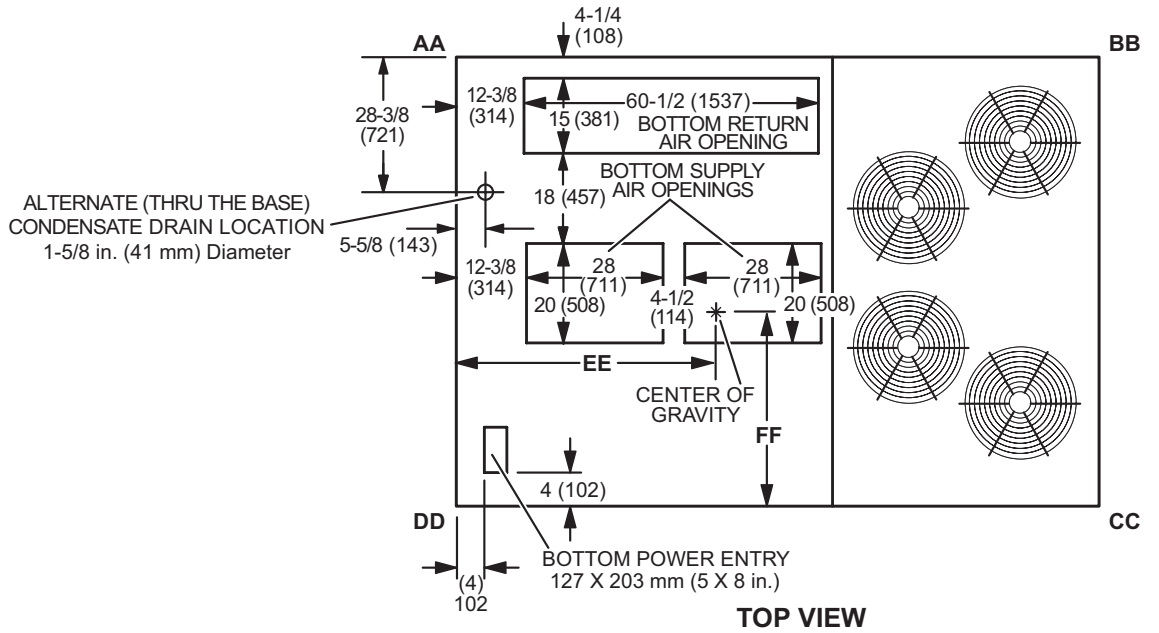 4-1/4
(108)
AA
BB
12-3/8
(314)
60-1/2 (1537)
28-3/8
(721)
15 (381)
BOTTOM RETURN
AIR OPENING
BOTTOM SUPPLY
AIR OPENINGS
18 (457)
ALTERNATE (THRU THE BASE)
CONDENSATE DRAIN LOCATION
1-5/8 in. (41 mm) Diameter
5-5/8 (143)
12-3/8
(314)
28
(711)
28
(711)
20 (508)
4-1/2
(114)
20 (508)
EE
CENTER OF
GRAVITY
FF
4 (102)
DD
CC
BOTTOM POWER ENTRY
127 X 203 mm (5 X 8 in.)
(4)
102
TOP VIEW